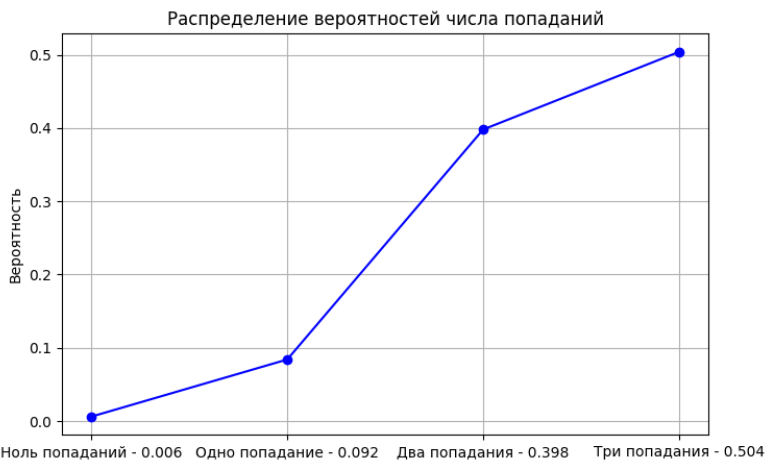 Распределение вероятностей числа попаданий
0.5
0.4
0.3
0.2
0.1
0.0
Вероятность
Ноль попаданий - 0.006 Одно попадание - 0.092 Два попадания - 0.398 Три попадания - 0.504